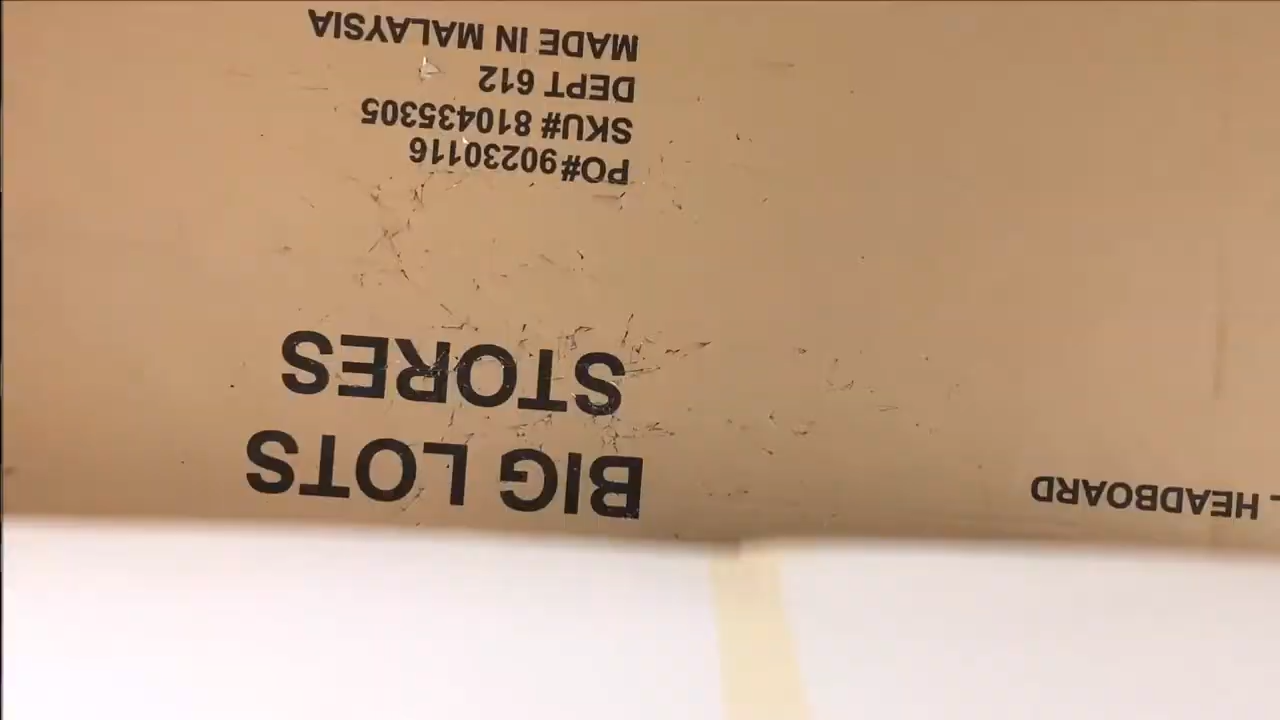 BIG LOTS
STORES
PO#90230116
SKU# 810435305
DEPT 612
MADE IN MALAYSIA
HEADBOARD